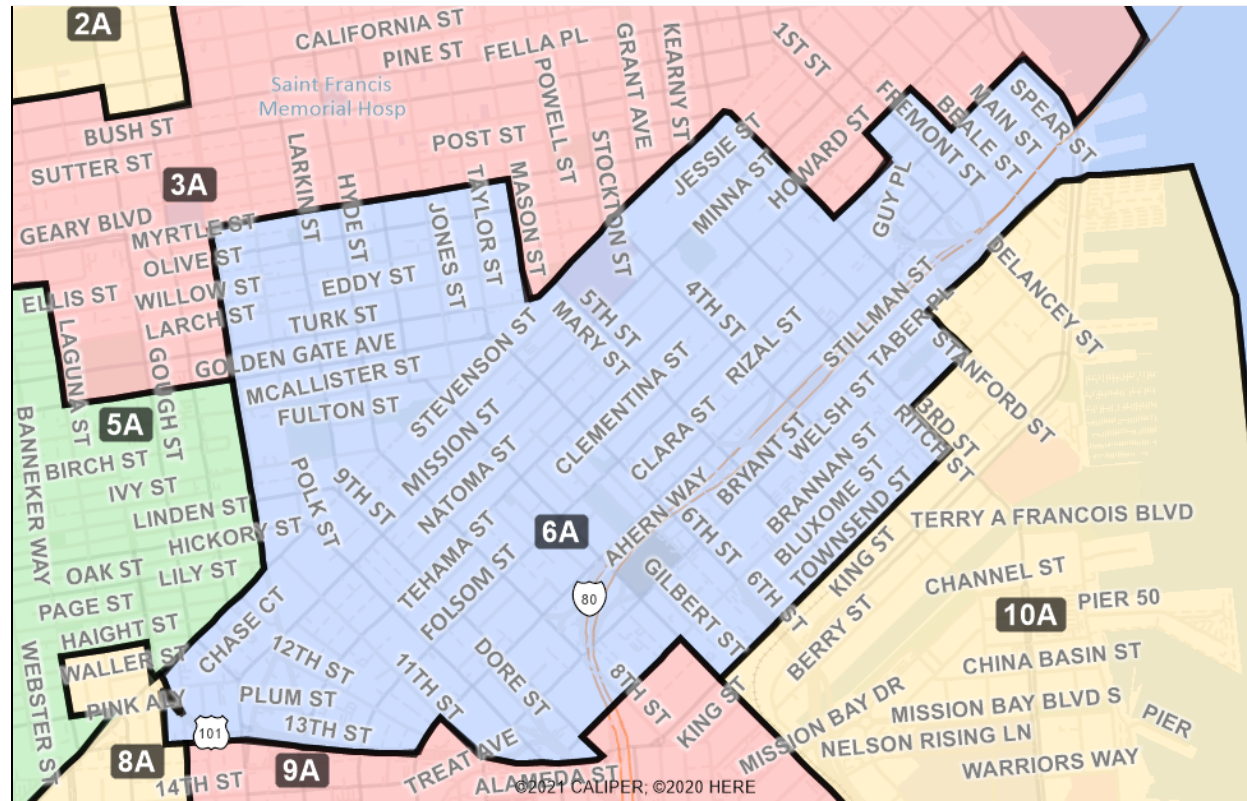 2A
CALIFORNIA ST
PINE ST
FELLA PL
GRANT AVE
KEARNY ST
1ST ST
Saint Francis
Memorial Hosp
POWELL ST
STOCKTON ST
BUSH ST
SUTTER ST
POST ST
LARKIN ST
HYDE ST
JONES ST
TAYLOR ST
MASON ST
JESSIE ST
MINNA ST
HOWARD ST
FREMONT ST
BEALE ST
MAIN ST
SPEAR ST
GUY PL
3A
GEARY BLVD
MYRTLE ST
OLIVE ST
ELLIS ST
WILLOW ST
LARCH ST
EDDY ST
TURK ST
GOLDEN GATE AVE
MCALLISTER ST
FULTON ST
LAGUNA ST
GOUGH ST
5TH ST
MARY ST
4TH ST
RIZAL ST
STILLMAN ST
TABER PL
DELANCEY ST
STANFORD ST
STEVENSON ST
MISSION ST
NATOMA ST
CLEMENTINA ST
CLARA ST
WELSH ST
BRYANT ST
3RD ST
RITCH ST
5A
BANNEKER WAY
BIRCH ST
IVY ST
LINDEN ST
HICKORY ST
LILY ST
OAK ST
PAGE ST
HAIGHT ST
WALLER ST
PINK ALY
WEBSTER ST
POLK ST
9TH ST
TEHAMA ST
FOLSOM ST
6A
AHERN WAY
6TH ST
BRANNAN ST
BLUXOME ST
TOWNSEND ST
6TH ST
GILBERT ST
80
KING ST
BERRY ST
TERRY A FRANCOIS BLVD
CHANNEL ST
10A
PIER 50
CHINA BASIN ST
MISSION BAY DR
MISSION BAY BLVD S
NELSON RISING LN
PIER
WARRIORS WAY
CHASE CT
12TH ST
PLUM ST
13TH ST
11TH ST
DORE ST
8TH ST
KING ST
101
8A
14TH ST
9A
TREAT AVE
ALAMEDA ST
©2021 CALIPER; ©2020 HERE